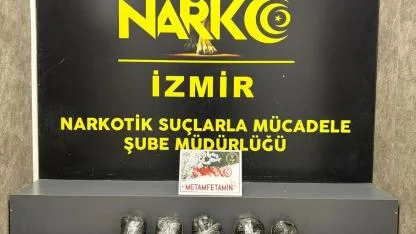 NARKO
İZMİR
NARKOTİK SUÇLARLA MÜCADELE
ŞUBE MÜDÜRLÜĞÜ
NARKO
METAMFETAMİN